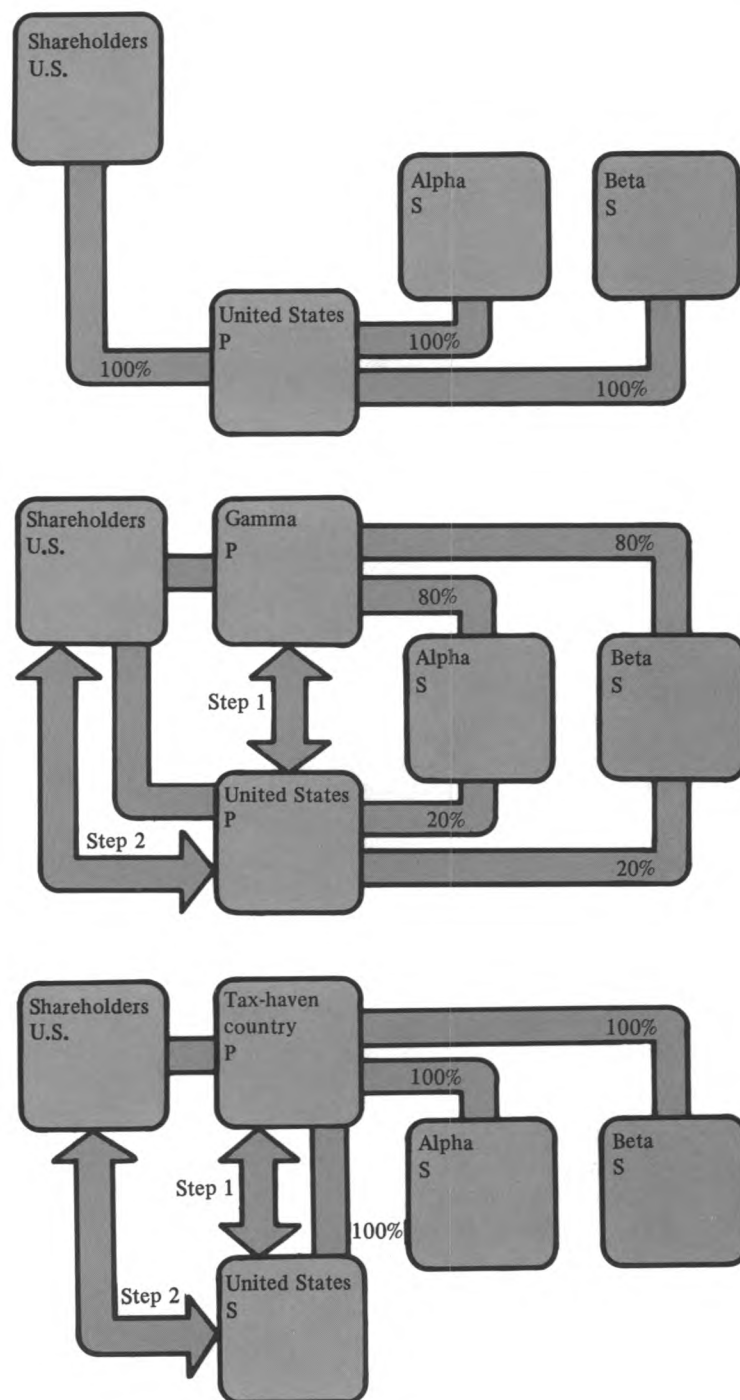 Shareholders
U.S.
Alpha
S
Beta
S
United States
P
100%
100%
100%
Shareholders
U.S.
Gamma
P
80%
80%
Alpha
S
Beta
S
Step 1
United States
P
20%
Step 2
20%
Shareholders
U.S.
Tax-haven
country
P
100%
100%
Alpha
S
Beta
S
Step 1
100%
United States
S
Step 2